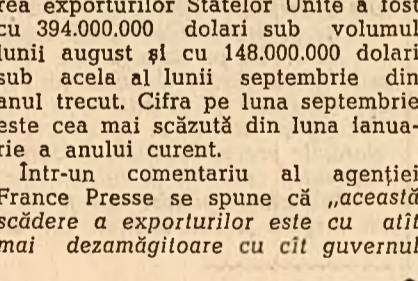 rea exporturilor Statelor Unite a fost
cu 394.000.000 dolari sub volumul
lunii august și cu 148.000.000 dolari
sub acela al lunii septembrie din
anul trecut. Cifra pe luna septembrie
este cea mai scăzută din luna ianua-
rie a anului curent.
Într-un comentariu al agenției
France Presse se spune că „această
scădere a exporturilor este cu atît
mai dezamăgitoare cu cît guvernul